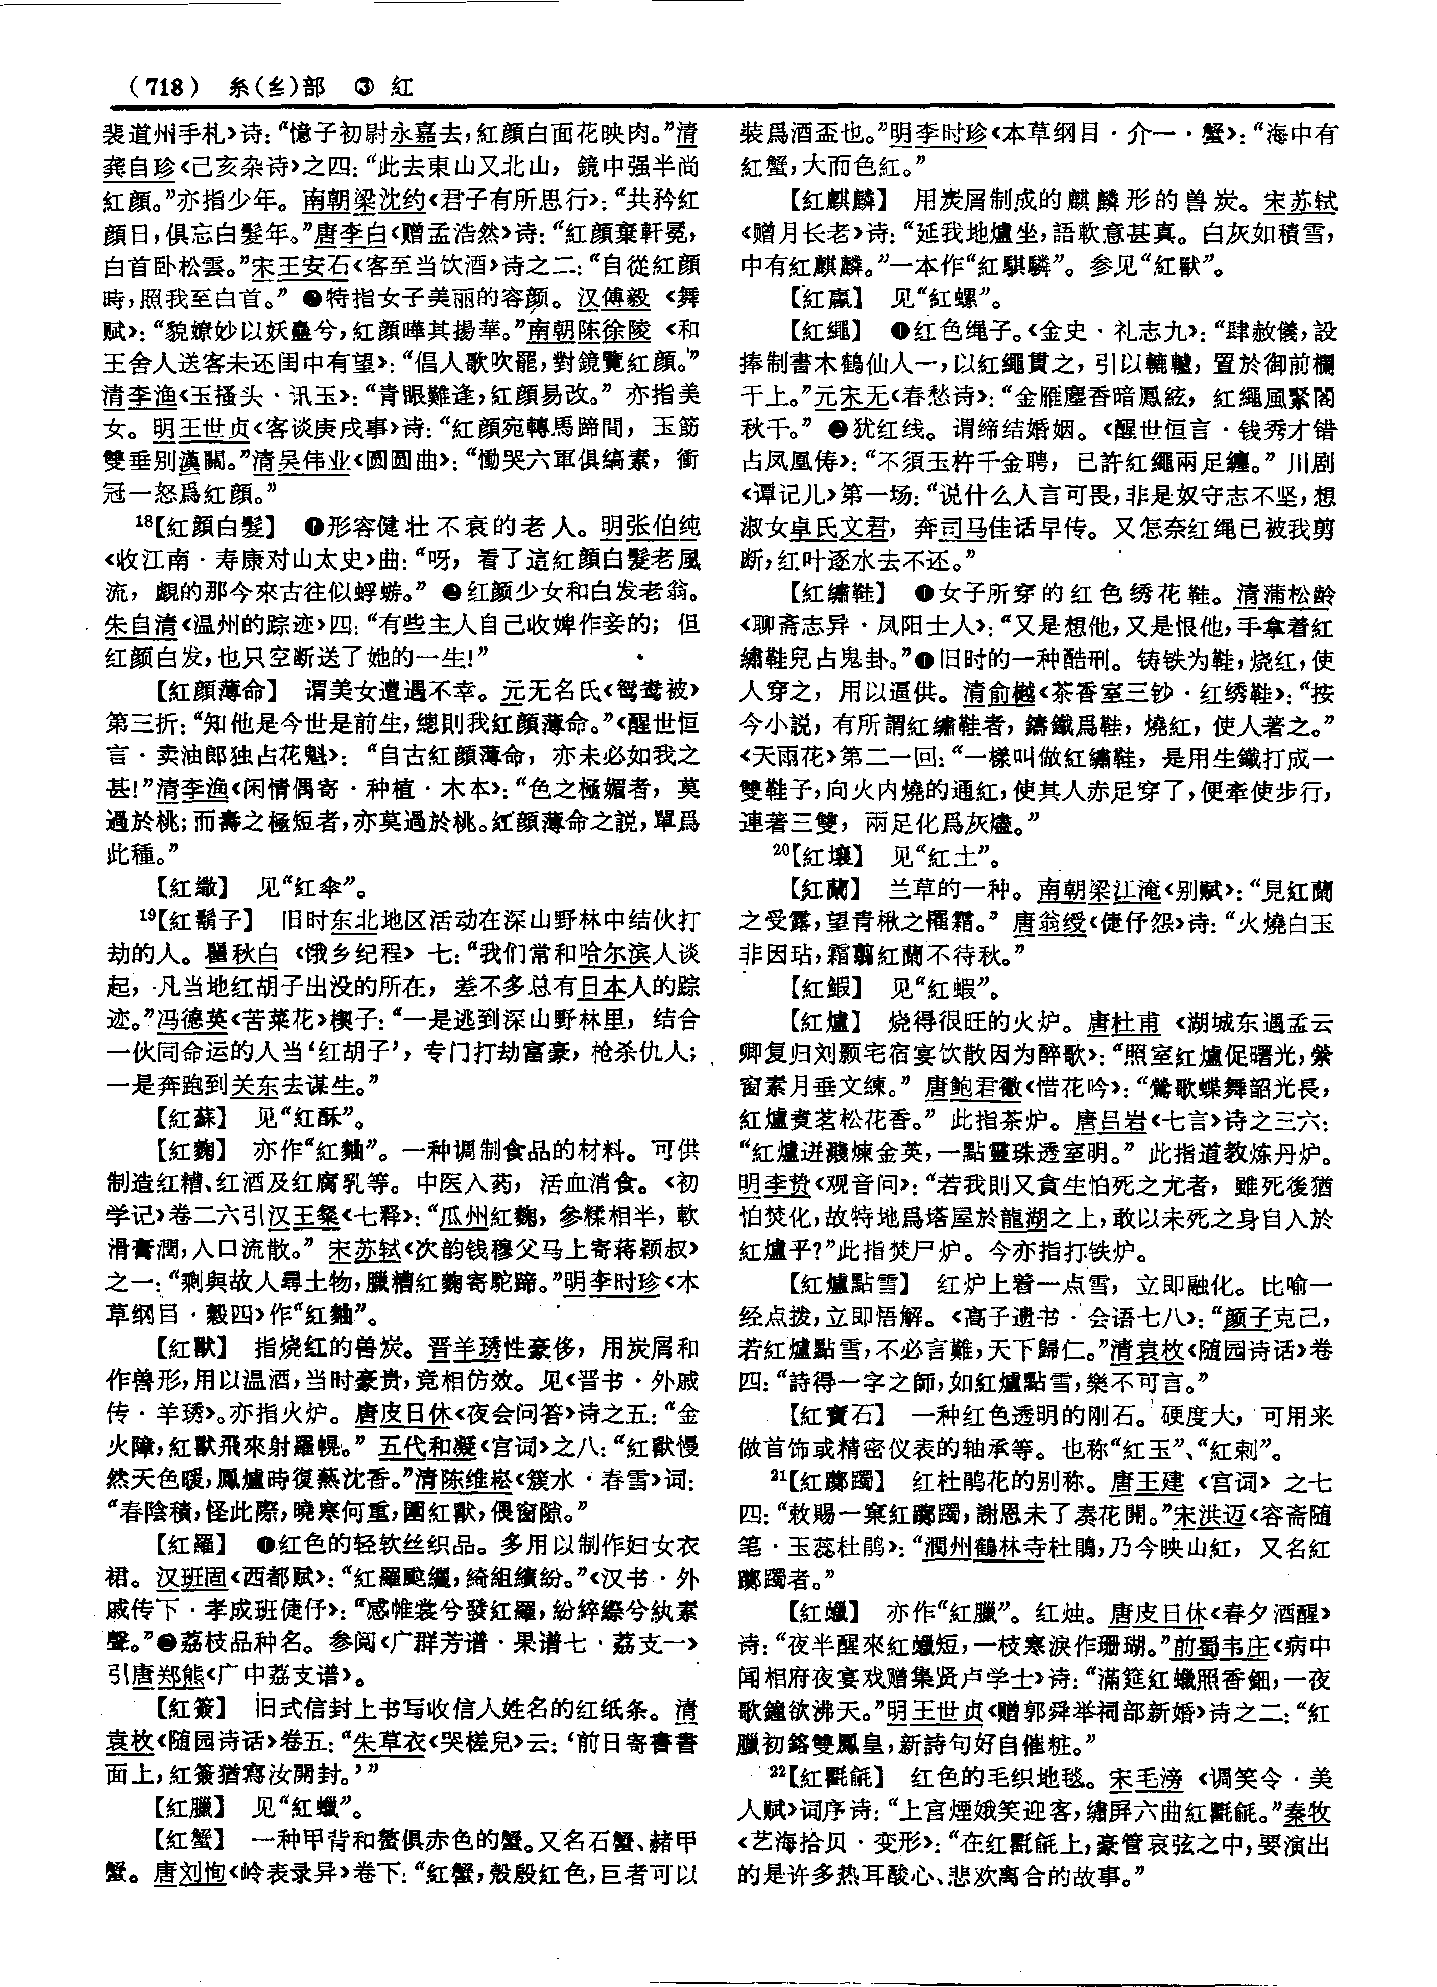 （718） 糸（纟）部 ③ 红
裴道州手札》诗：“憶子初尉永嘉去，紅顔白面花映肉。”清
龚自珍《己亥杂诗》之四：“此去東山又北山，鏡中强半尚
紅顔。”亦指少年。南朝梁沈约《君子有所思行》：“共矜紅
顔日，俱忘白髮年。”唐李白《赠孟浩然》诗：“紅顔棄軒冕，
白首卧松雲。”宋王安石《客至当饮酒》诗之二：“自從紅顔
時，照我至白首。” ❷特指女子美丽的容颜。汉傅毅《舞
赋》：“貌嫽妙以妖蠱兮，紅顔曄其揚華。”南朝陈徐陵《和
王舍人送客未还闺中有望》：“倡人歌吹罷，對鏡覽紅顔。”
清李渔《玉搔头·讯玉》：“青眼難逢，紅顔易改。”亦指美
女。明王世贞《客谈庚戌事》诗：“紅顔宛轉馬蹄間，玉筯
雙垂别漢關。”清吴伟业《圆圆曲》：“慟哭六軍俱縞素，衝
冠一怒爲紅顔。”
18【紅顔白髮】 ❶形容健壮不衰的老人。明张伯纯
《收江南·寿康对山太史》曲：“呀，看了這紅顔白髮老風
流，覷的那今來古往似蜉蝣。” ❷红颜少女和白发老翁。
朱自清《温州的踪迹》四：“有些主人自己收婢作妾的；但
红颜白发，也只空断送了她的一生！”
【紅顔薄命】 谓美女遭遇不幸。元无名氏《鸳鸯被》
第三折：“知他是今世是前生，總則我紅顔薄命。”《醒世恒
言·卖油郎独占花魁》：“自古紅顔薄命，亦未必如我之
甚！”清李渔《闲情偶寄·种植·木本》：“色之極媚者，莫
過於桃；而壽之極短者，亦莫過於桃。紅顔薄命之説，單爲
此種。”
【紅繖】 见“紅伞”。
19【紅鬍子】 旧时东北地区活动在深山野林中结伙打
劫的人。瞿秋白《饿乡纪程》七：“我们常和哈尔滨人谈
起，凡当地红胡子出没的所在，差不多总有日本人的踪
迹。”冯德英《苦菜花》楔子：“一是逃到深山野林里，结合
一伙同命运的人当‘红胡子’，专门打劫富豪，枪杀仇人；
一是奔跑到关东去谋生。”
【紅蘇】 见“紅酥”。
【紅麴】 亦作“紅麯”。一种调制食品的材料。可供
制造红糟、红酒及红腐乳等。中医入药，活血消食。《初
学记》卷二六引汉王粲《七释》：“瓜州紅麴，參糅相半，軟
滑膏潤，入口流散。”宋苏轼《次韵钱穆父马上寄蒋颖叔》
之一：“剩與故人尋土物，臘糟紅麴寄駝蹄。”明李时珍《本
草纲目·穀四》作“紅麯”。
【紅獸】 指烧红的兽炭。晋羊琇性豪侈，用炭屑和
作兽形，用以温酒，当时豪贵，竞相仿效。见《晋书·外戚
传·羊琇》。亦指火炉。唐皮日休《夜会问答》诗之五：“金
火障，紅獸飛來射羅幌。”五代和凝《宫词》之八：“紅獸慢
然天色暖，鳳爐時復爇沈香。”清陈维崧《簇水·春雪》词：
“春陰積，怪此際，曉寒何重，圍紅獸，偎窗隙。”
【紅羅】 ❶红色的轻软丝织品。多用以制作妇女衣
裙。汉班固《西都赋》：“紅羅颯纚，綺組繽紛。”《汉书·外
戚传下·孝成班倢伃》：“感帷裳兮發紅羅，紛綷縩兮紈素
聲。”❷荔枝品种名。参阅《广群芳谱·果谱七·荔支一》
引唐郑熊《广中荔支谱》。
【紅簽】 旧式信封上书写收信人姓名的红纸条。清
袁枚《随园诗话》卷五：“朱草衣《哭槎兒》云：‘前日寄書書
面上，紅簽猶寫汝開封。’”
【紅臘】 见“紅蠟”。
【紅蟹】 一种甲背和螯俱赤色的蟹。又名石蟹、赭甲
蟹。唐刘恂《岭表录异》卷下：“紅蟹，殻殷紅色，巨者可以
装爲酒盃也。”明李时珍《本草纲目·介一·蟹》：“海中有
紅蟹，大而色紅。”
【紅麒麟】 用炭屑制成的麒麟形的兽炭。宋苏轼
《赠月长老》诗：“延我地爐坐，語軟意甚真。白灰如積雪，
中有紅麒麟。”一本作“紅騏驎”。参见“紅獸”。
【紅蠃】 见“紅螺”。
【紅繩】 ❶红色绳子。《金史·礼志九》：“肆赦儀，設
捧制書木鶴仙人一，以紅繩貫之，引以轆轤，置於御前欄
干上。”元宋无《春愁诗》：“金雁塵香暗鳳絃，紅繩風緊閣
秋千。” ❷犹红线。谓缔结婚姻。《醒世恒言·钱秀才错
占凤凰俦》：“不須玉杵千金聘，已許紅繩兩足纏。”川剧
《谭记儿》第一场：“说什么人言可畏，非是奴守志不坚，想
淑女卓氏文君，奔司马佳话早传。又怎奈红绳已被我剪
断，红叶逐水去不还。”
【紅繡鞋】 ❶女子所穿的红色绣花鞋。清蒲松龄
《聊斋志异·凤阳士人》：“又是想他，又是恨他，手拿着紅
繡鞋兒占鬼卦。”❶旧时的一种酷刑。铸铁为鞋，烧红，使
人穿之，用以逼供。清俞樾《茶香室三钞·红绣鞋》：“按
今小説，有所謂紅繡鞋者，鑄鐵爲鞋，燒紅，使人著之。”
《天雨花》第二一回：“一樣叫做紅繡鞋，是用生鐵打成一
雙鞋子，向火内燒的通紅，使其人赤足穿了，便牽使步行，
連著三雙，兩足化爲灰燼。”
20【紅壤】 见“紅土”。
【紅蘭】 兰草的一种。南朝梁江淹《别赋》：“見紅蘭
之受露，望青楸之罹霜。”唐翁绶《倢伃怨》诗：“火燒白玉
非因玷，霜翦紅蘭不待秋。”
【紅鰕】 见“紅蝦”。
【紅爐】 烧得很旺的火炉。唐杜甫《湖城东遇孟云
卿复归刘颢宅宿宴饮散因为醉歌》：“照室紅爐促曙光，縈
窗素月垂文練。”唐鲍君徽《惜花吟》：“鶯歌蝶舞韶光長，
紅爐煮茗松花香。”此指茶炉。唐吕岩《七言》诗之三六：
“紅爐迸濺煉金英，一點靈珠透室明。”此指道教炼丹炉。
明李贽《观音问》：“若我則又貪生怕死之尤者，雖死後猶
怕焚化，故特地爲塔屋於龍湖之上，敢以未死之身自入於
紅爐乎？”此指焚尸炉。今亦指打铁炉。
【紅爐點雪】 红炉上着一点雪，立即融化。比喻一
经点拨，立即悟解。《高子遗书·会语七八》：“颜子克己，
若紅爐點雪，不必言難，天下歸仁。”清袁枚《随园诗话》卷
四：“詩得一字之師，如紅爐點雪，樂不可言。”
【紅寶石】 一种红色透明的刚石。硬度大，可用来
做首饰或精密仪表的轴承等。也称“紅玉”、“紅刺”。
21【紅躑躅】 红杜鹃花的别称。唐王建《宫词》之七
四：“敕賜一窠紅躑躅，謝恩未了奏花開。”宋洪迈《容斋随
笔·玉蕊杜鹃》：“潤州鶴林寺杜鵑，乃今映山紅，又名紅
躑躅者。”
【紅蠟】 亦作“紅臘”。红烛。唐皮日休《春夕酒醒》
诗：“夜半醒來紅蠟短，一枝寒淚作珊瑚。”前蜀韦庄《病中
闻相府夜宴戏赠集贤卢学士》诗：“滿筵紅蠟照香鈿，一夜
歌鐘欲沸天。”明王世贞《赠郭舜举祠部新婚》诗之二：“紅
臘初銷雙鳳皇，新詩句好自催粧。”
22【紅氍毹】 红色的毛织地毯。宋毛滂《调笑令·美
人赋》词序诗：“上宫煙娥笑迎客，繡屏六曲紅氍毹。”秦牧
《艺海拾贝·变形》：“在红氍毹上，豪管哀弦之中，要演出
的是许多热耳酸心、悲欢离合的故事。”